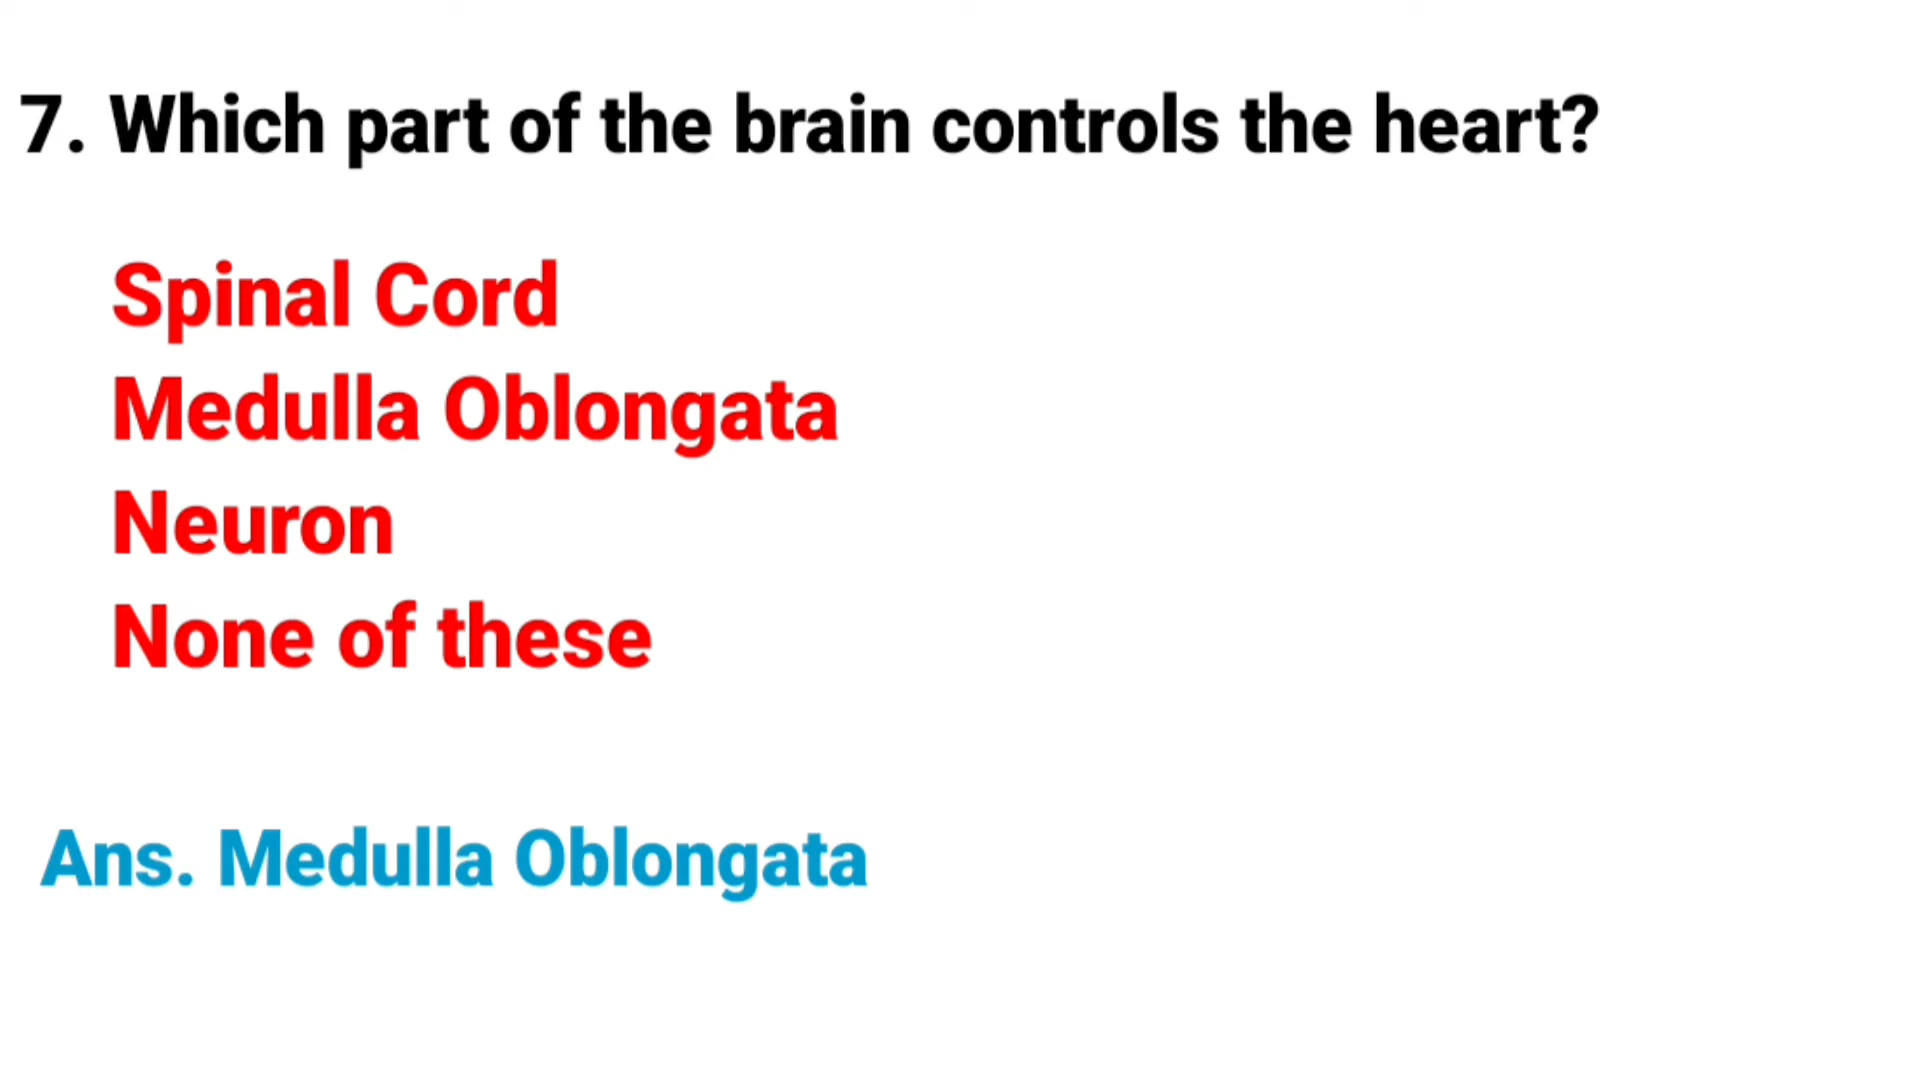 7. Which part of the brain controls the heart?
Spinal Cord
Medulla Oblongata
Neuron
None of these
Ans. Medulla Oblongata